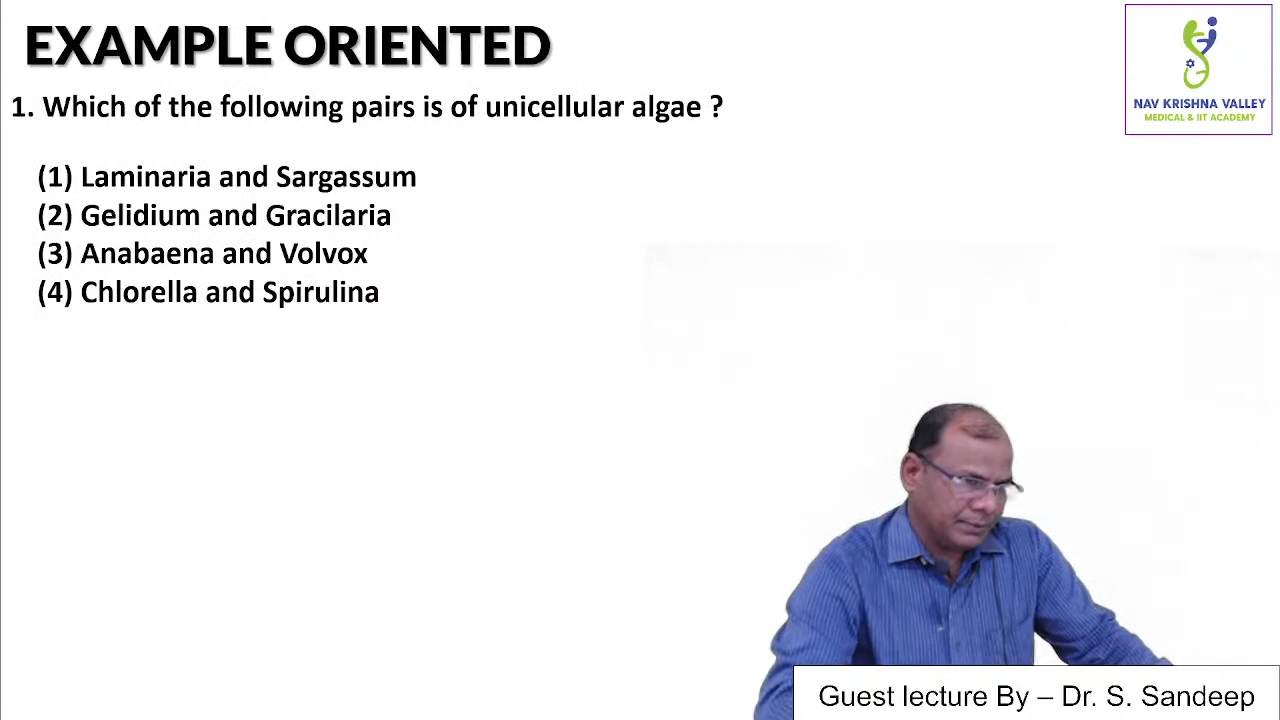 EXAMPLE ORIENTED
NAV KRISHNA VALLEY
MEDICAL & IIT ACADEMY
1. Which of the following pairs is of unicellular algae ?
(1) Laminaria and Sargassum
(2) Gelidium and Gracilaria
(3) Anabaena and Volvox
(4) Chlorella and Spirulina
Guest lecture By – Dr. S. Sandeep